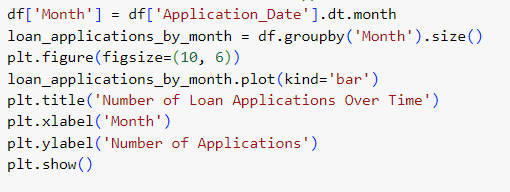 df['Month'] = df['Application_Date'].dt.month
loan_applications_by_month = df.groupby('Month').size()
plt.figure(figsize=(10, 6))
loan_applications_by_month.plot(kind='bar')
plt.title('Number of Loan Applications Over Time')
plt.xlabel('Month')
plt.ylabel('Number of Applications')
plt.show()